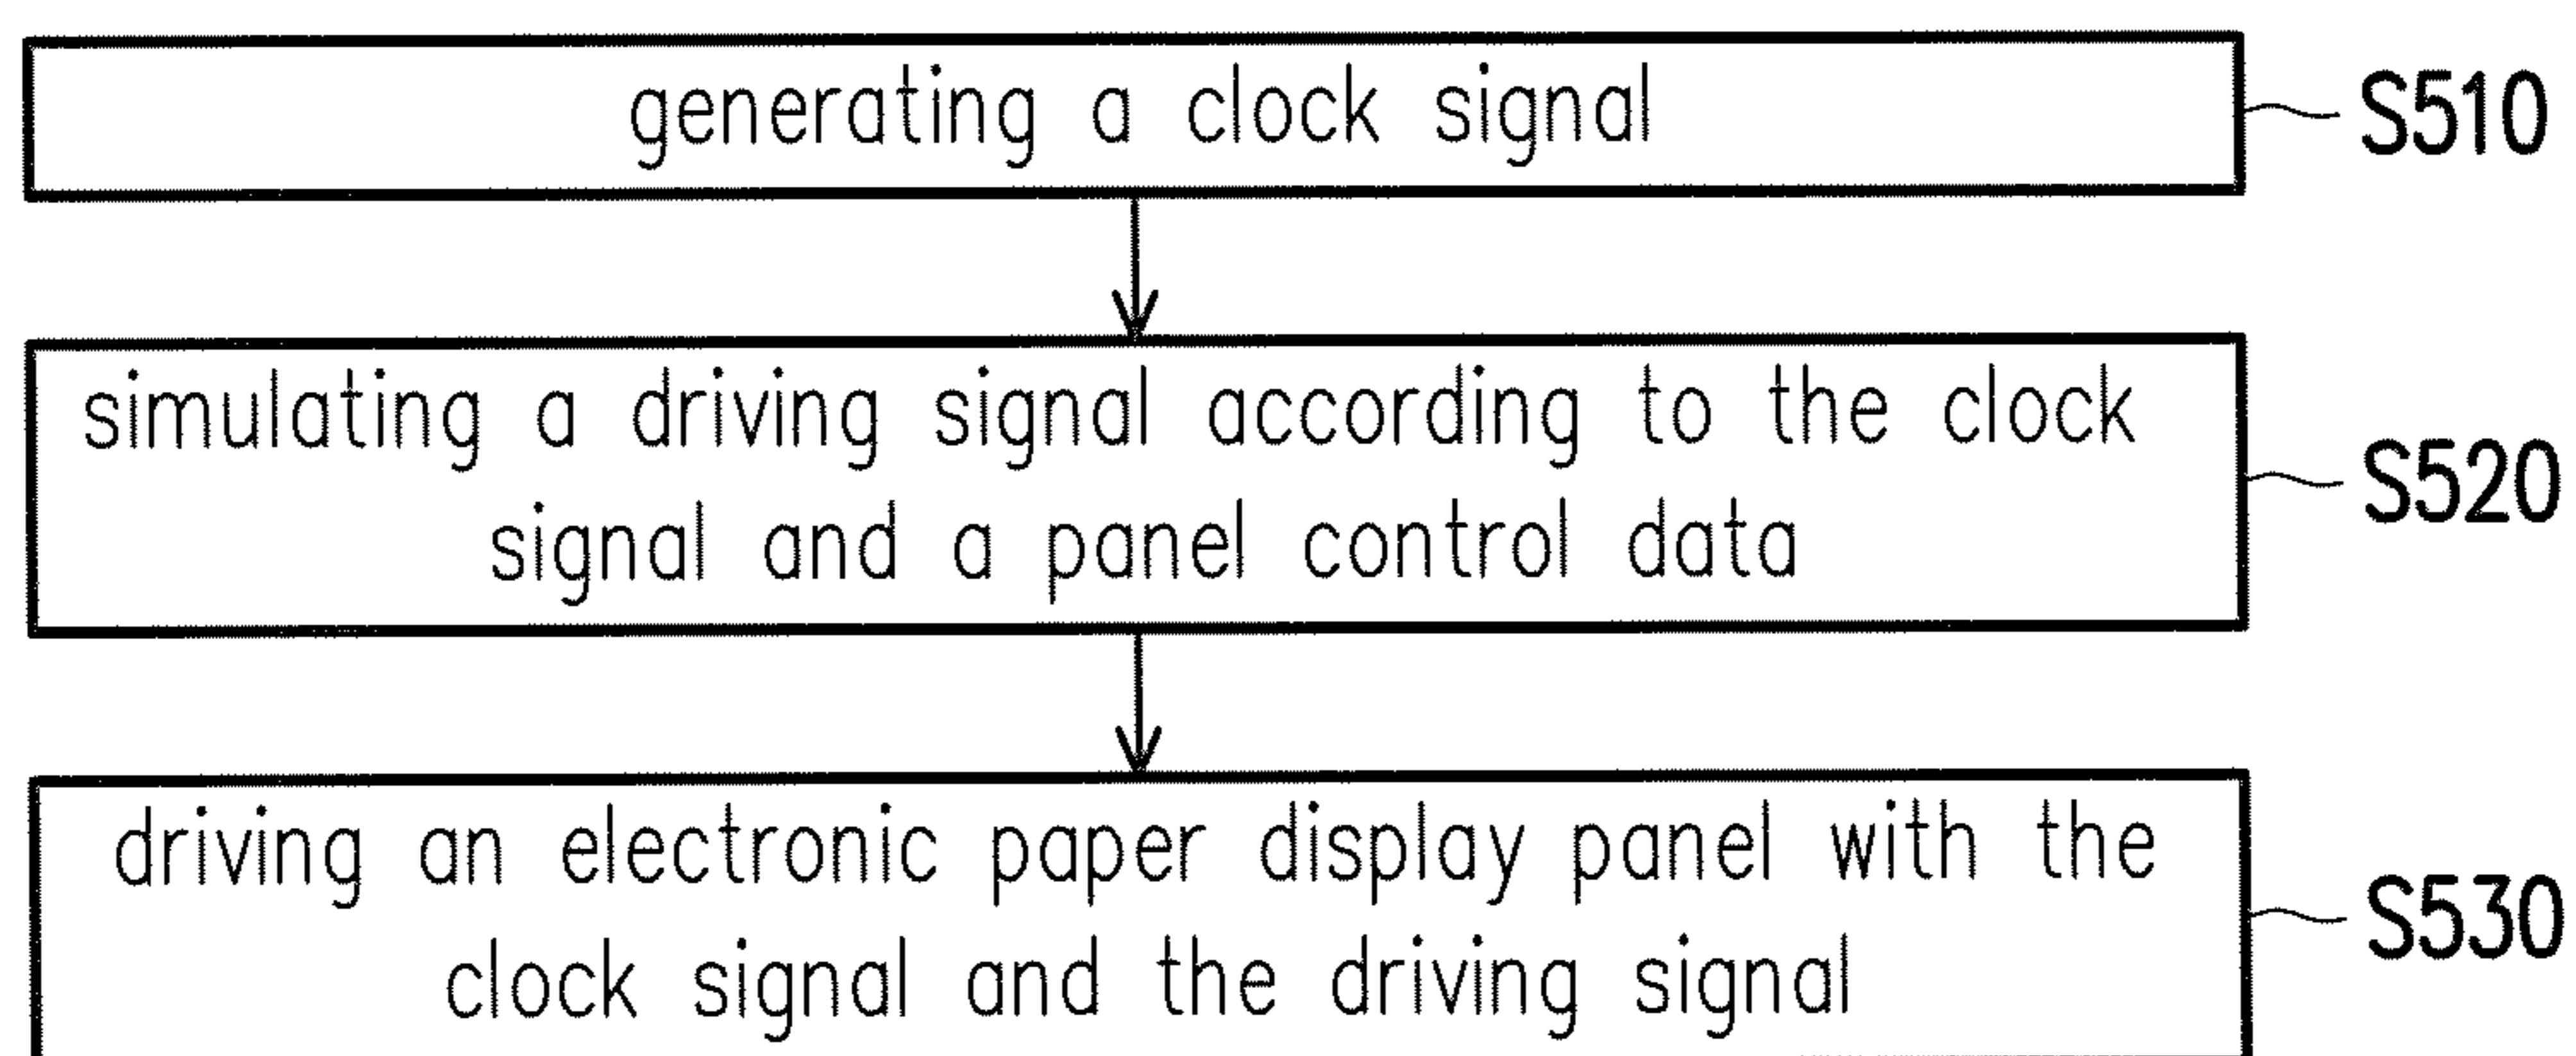 generating a clock signal
S510
simulating a driving signal according to the clock
signal and a panel control data
S520
driving an electronic paper display panel with the
clock signal and the driving signal
S530